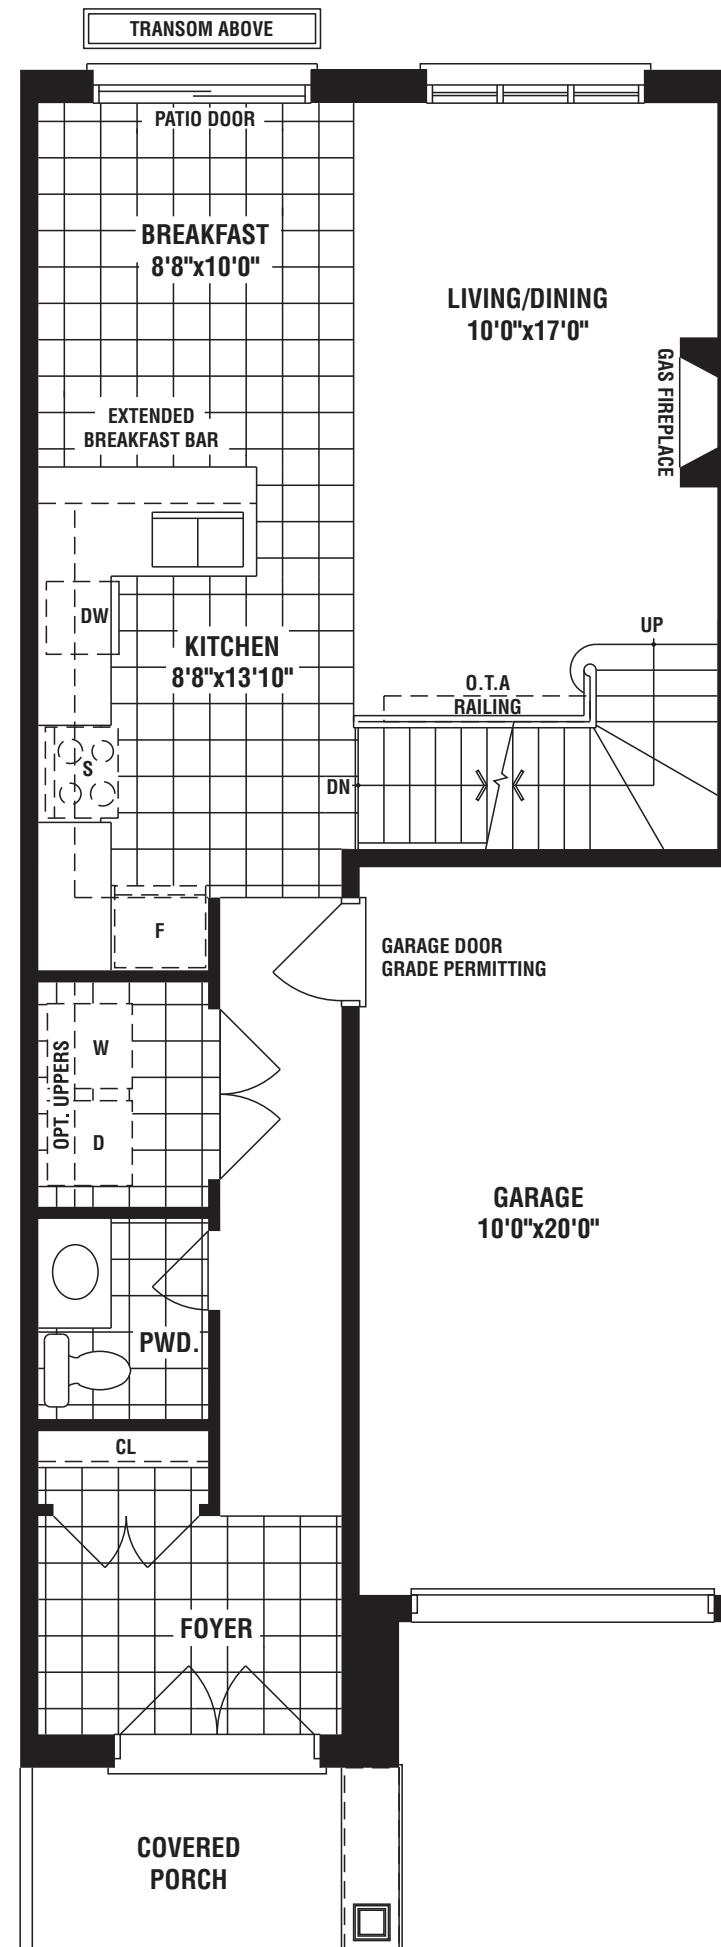 TRANSOM ABOVE
PATIO DOOR
BREAKFAST
8'8"x10'0"
LIVING/DINING
10'0"x17'0"
GAS FIREPLACE
EXTENDED
BREAKFAST BAR
DW
KITCHEN
8'8"x13'10"
UP
O.T.A
RAILING
S
DN
F
GARAGE DOOR
GRADE PERMITTING
OPT. UPPERS
W
D
GARAGE
10'0"x20'0"
PWD.
CL
FOYER
COVERED
PORCH